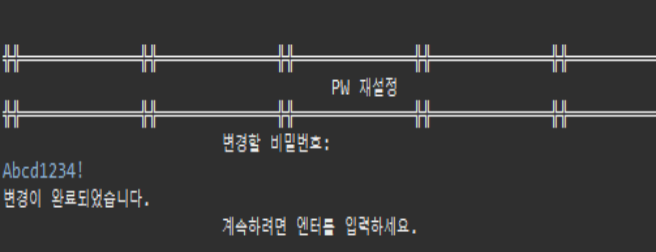 PW 재설정
변경할 비밀번호:
Abcd1234!
변경이 완료되었습니다.
계속하려면 엔터를 입력하세요.